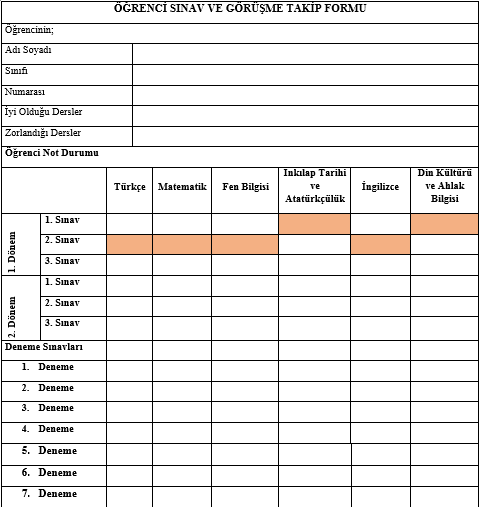 ÖĞRENCİ SINAV VE GÖRÜŞME TAKİP FORMU
Öğrencinin;
Adı Soyadı
Sınıfı
Numarası
İyi Olduğu Dersler
Zorlandığı Dersler
Öğrenci Not Durumu
Türkçe
Matematik
Fen Bilgisi
İnkılap Tarihi
ve
Atatürkçülük
İngilizce
Din Kültürü
ve Ahlak
Bilgisi
1. Dönem
1. Sınav
2. Sınav
3. Sınav
2. Dönem
1. Sınav
2. Sınav
3. Sınav
Deneme Sınavları
1. Deneme
2. Deneme
3. Deneme
4. Deneme
5. Deneme
6. Deneme
7. Deneme